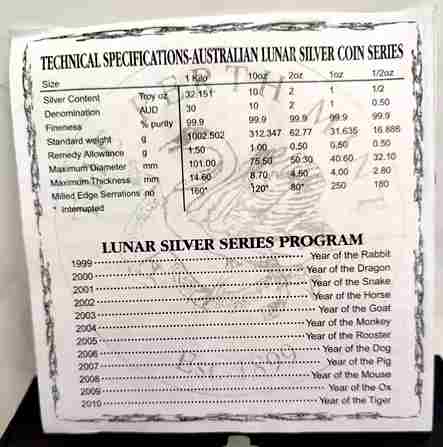 TECHNICAL SPECIFICATIONS-AUSTRALIAN LUNAR SILVER COIN SERIES
Size 1 Kilo 10oz 2oz 1oz 1/2oz
Silver Content Troy oz 32.151 10 2 1 1/2
Denomination AUD 30 10 2 1 0.50
Fineness % purity 99.9 99.9 99.9 99.9 99.9
Standard weight g 1002.502 312.347 62.77 31.635 16.886
Remedy Allowance g 1.50 1.00 0.50 0.50 0.50
Maximum Diameter mm 101.00 75.50 50.30 40.60 32.10
Maximum Thickness mm 14.60 8.70 4.50 4.00 2.80
Milled Edge Serrations no 160* 120* 80* 250 180
* Interrupted
PERTH MINT
LUNAR SILVER SERIES PROGRAM
1999 Year of the Rabbit
2000 Year of the Dragon
2001 Year of the Snake
2002 Year of the Horse
2003 Year of the Goat
2004 Year of the Monkey
2005 Year of the Rooster
2006 Year of the Dog
2007 Year of the Pig
2008 Year of the Mouse
2009 Year of the Ox
2010 Year of the Tiger
Est 1899